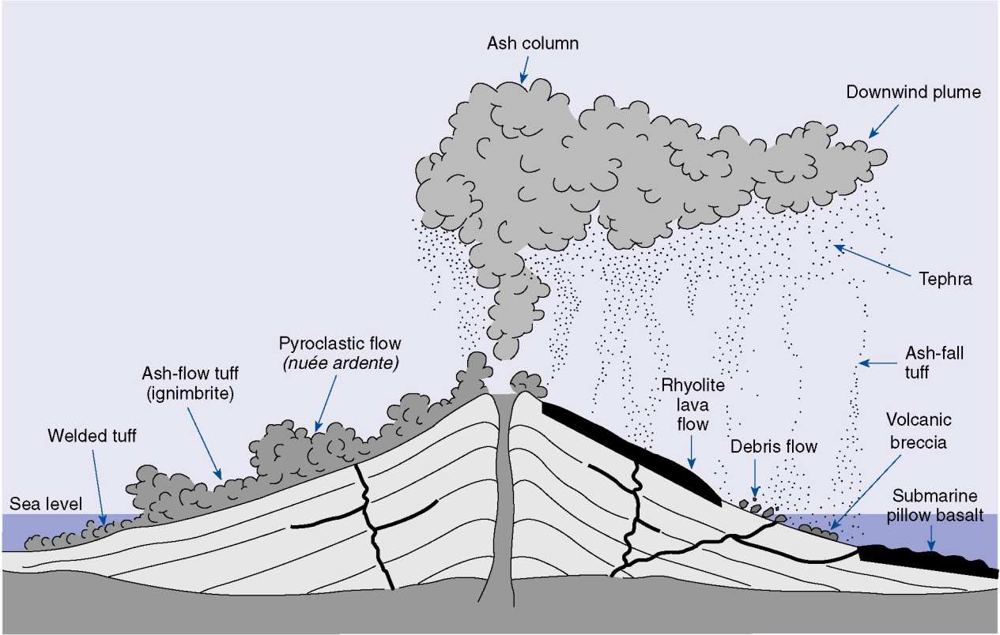 Ash column
Downwind plume
Tephra
Pyroclastic flow
(nuée ardente)
Ash-flow tuff
(ignimbrite)
Ash-fall
tuff
Rhyolite
lava
flow
Volcanic
breccia
Welded tuff
Debris flow
Sea level
Submarine
pillow basalt